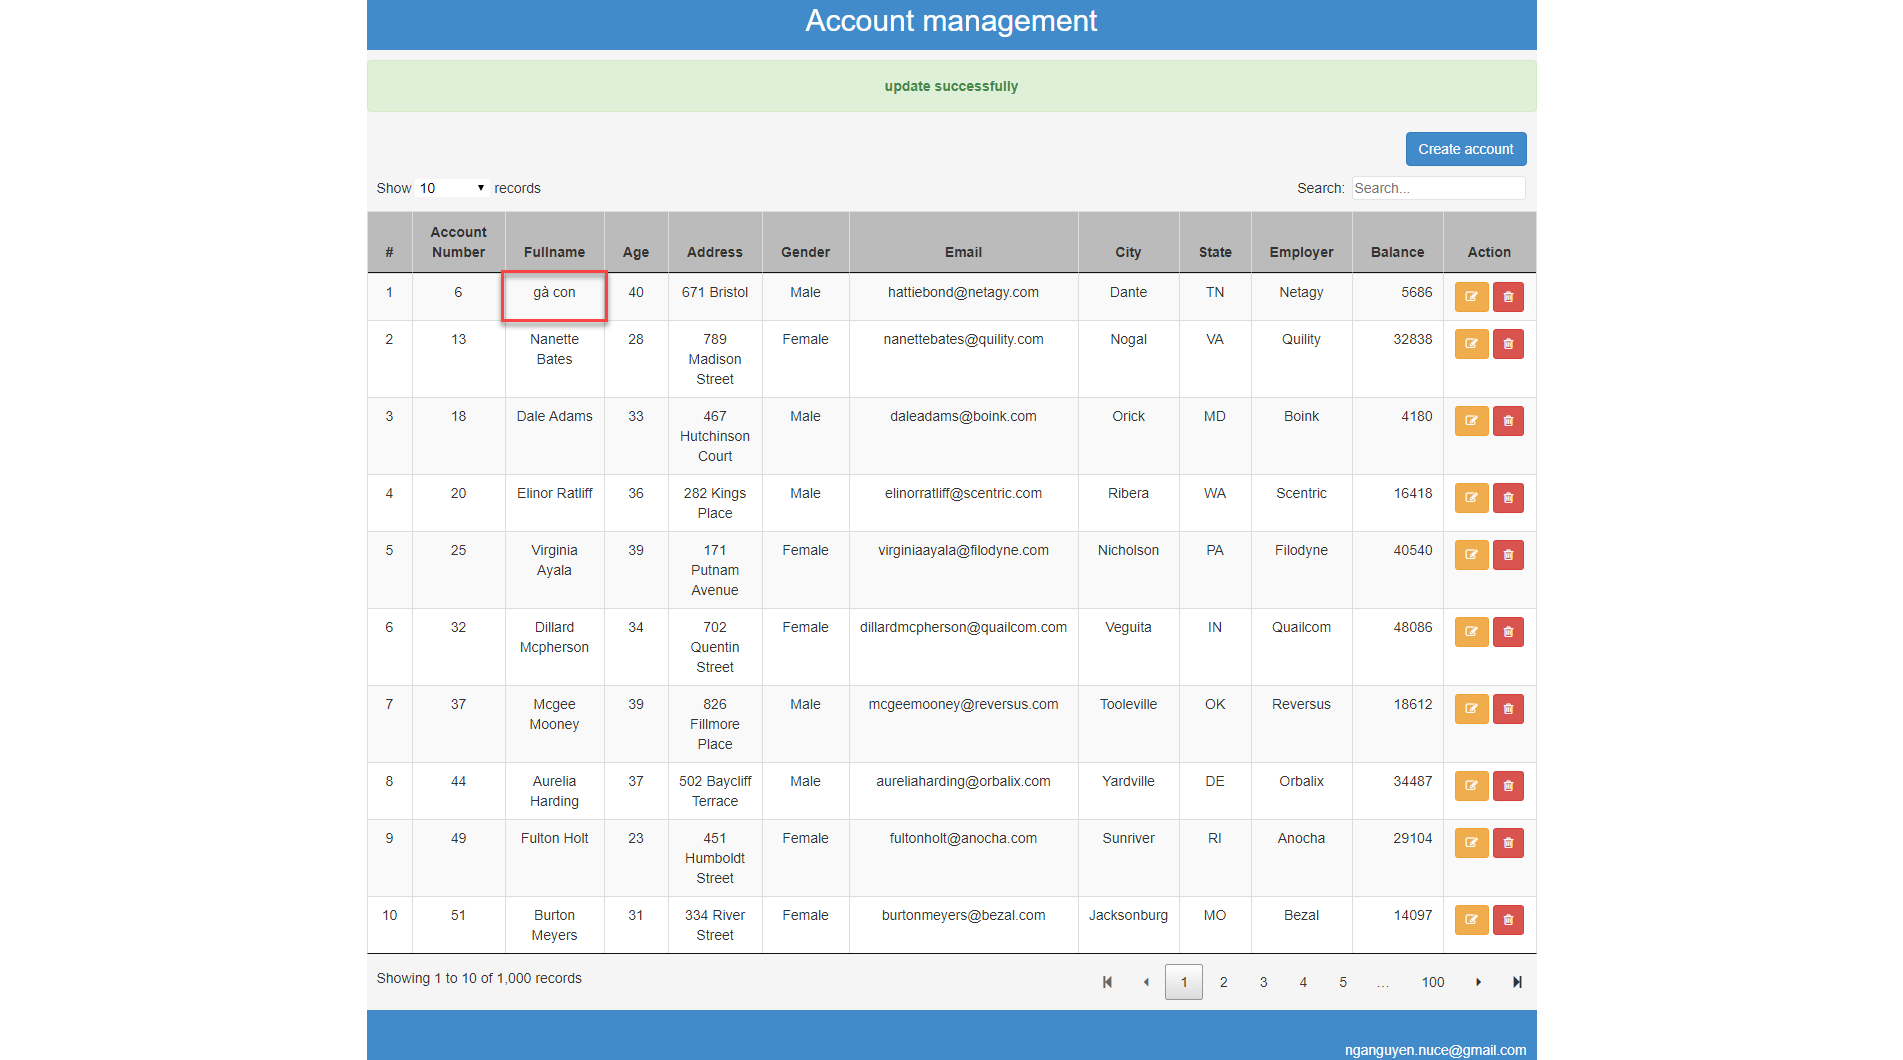 Account management
update successfully
Create account
Show 10 records Search: Search...
# Account Number Fullname Age Address Gender Email City State Employer Balance Action
1 6 gà con 40 671 Bristol Male hattiebond@netagy.com Dante TN Netagy 5686
2 13 Nanette Bates 28 789 Madison Street Female nanettebates@quility.com Nogal VA Quility 32838
3 18 Dale Adams 33 467 Hutchinson Court Male daleadams@boink.com Orick MD Boink 4180
4 20 Elinor Ratliff 36 282 Kings Place Male elinorratliff@scentric.com Ribera WA Scentric 16418
5 25 Virginia Ayala 39 171 Putnam Avenue Female virginiaayala@filodyne.com Nicholson PA Filodyne 40540
6 32 Dillard Mcpherson 34 702 Quentin Street Female dillardmcpherson@quailcom.com Veguita IN Quailcom 48086
7 37 Mcgee Mooney 39 826 Fillmore Place Male mcgeemooney@reversus.com Tooleville OK Reversus 18612
8 44 Aurelia Harding 37 502 Baycliff Terrace Male aureliaharding@orbalix.com Yardville DE Orbalix 34487
9 49 Fulton Holt 23 451 Humboldt Street Female fultonholt@anocha.com Sunriver RI Anocha 29104
10 51 Burton Meyers 31 334 River Street Female burtonmeyers@bezal.com Jacksonburg MO Bezal 14097
Showing 1 to 10 of 1,000 records 1 2 3 4 5 ... 100
nganguyen.nuce@gmail.com